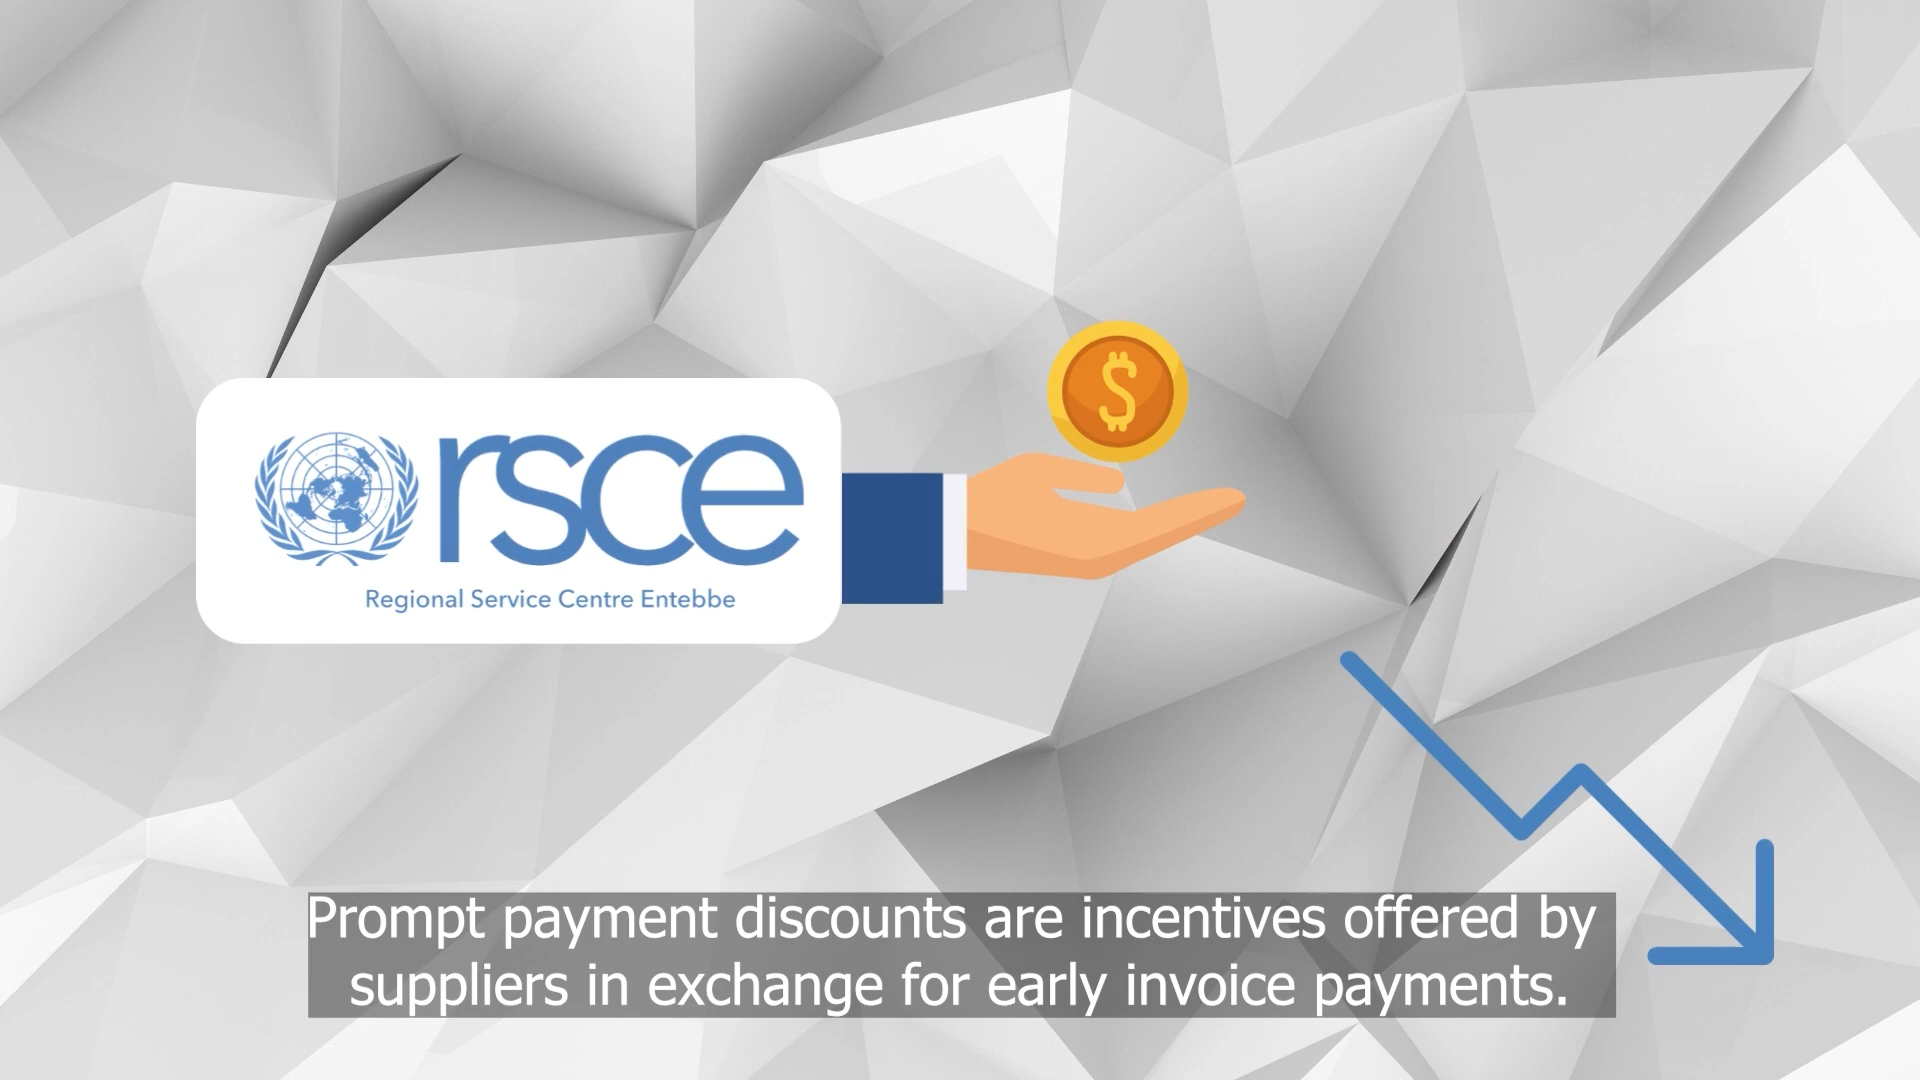 rsce
Regional Service Centre Entebbe
$
Prompt payment discounts are incentives offered by
suppliers in exchange for early invoice payments.